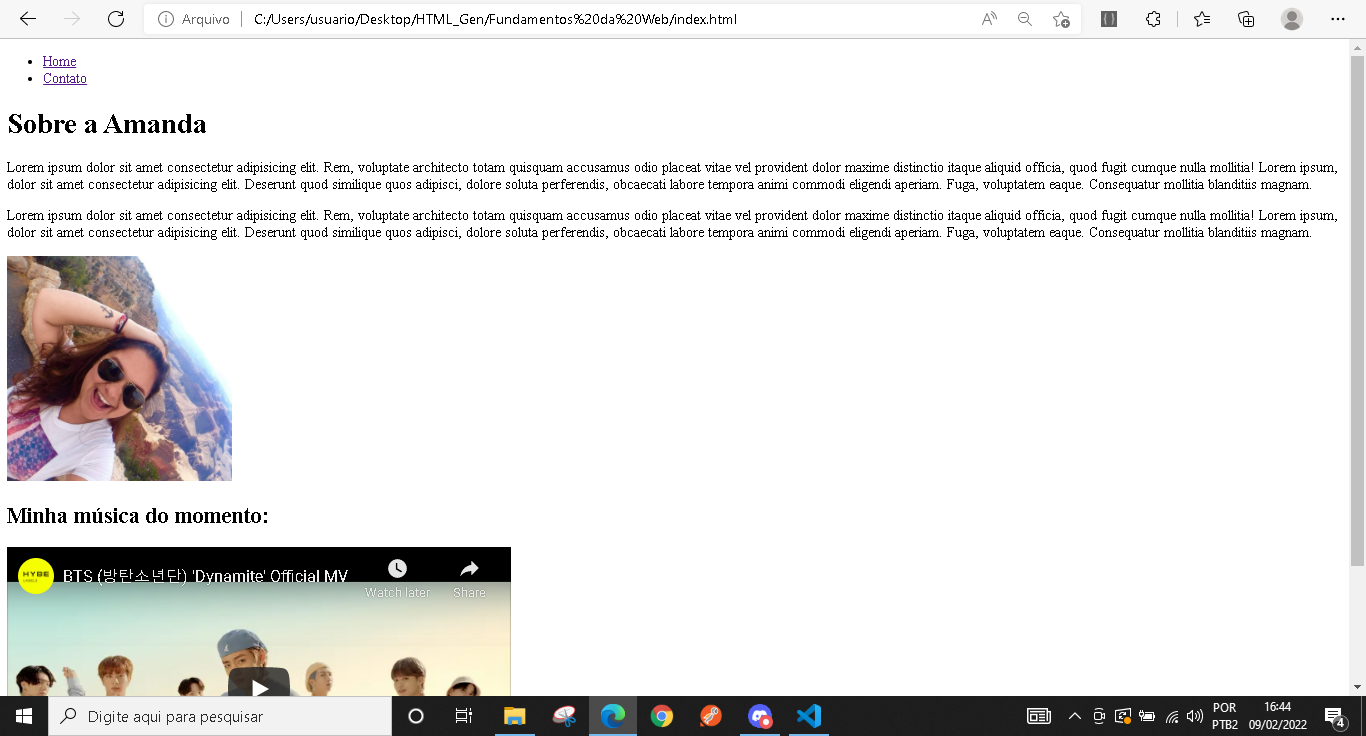 Arquivo C:/Users/usuario/Desktop/HTML_Gen/Fundamentos%20da%20Web/index.html
Home
Contato
Sobre a Amanda
Lorem ipsum dolor sit amet consectetur adipisicing elit. Rem, voluptate architecto totam quisquam accusamus odio placeat vitae vel provident dolor maxime distinctio itaque aliquid officia, quod fugit cumque nulla mollitia! Lorem ipsum,
dolor sit amet consectetur adipisicing elit. Deserunt quod similique quos adipisci, dolore soluta perferendis, obcaecati labore tempora animi commodi eligendi aperiam. Fuga, voluptatem eaque. Consequatur mollitia blanditiis magnam.
Lorem ipsum dolor sit amet consectetur adipisicing elit. Rem, voluptate architecto totam quisquam accusamus odio placeat vitae vel provident dolor maxime distinctio itaque aliquid officia, quod fugit cumque nulla mollitia! Lorem ipsum,
dolor sit amet consectetur adipisicing elit. Deserunt quod similique quos adipisci, dolore soluta perferendis, obcaecati labore tempora animi commodi eligendi aperiam. Fuga, voluptatem eaque. Consequatur mollitia blanditiis magnam.
Minha música do momento:
HYBE
LABELS
BTS (방탄소년단) 'Dynamite' Official MV
Watch later
Share
Digite aqui para pesquisar
POR
PTB2
16:44
09/02/2022
4